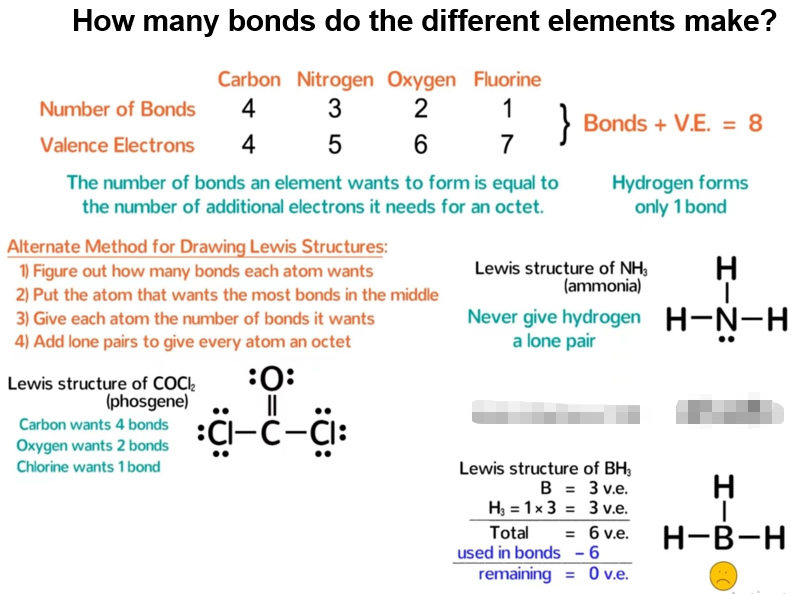 How many bonds do the different elements make?
Carbon Nitrogen Oxygen Fluorine
Number of Bonds 4 3 2 1
Valence Electrons 4 5 6 7
} Bonds + V.E. = 8
The number of bonds an element wants to form is equal to
the number of additional electrons it needs for an octet.
Hydrogen forms
only 1 bond
Alternate Method for Drawing Lewis Structures:
1) Figure out how many bonds each atom wants
2) Put the atom that wants the most bonds in the middle
3) Give each atom the number of bonds it wants
4) Add lone pairs to give every atom an octet
Lewis structure of NH₃
(ammonia)
Never give hydrogen
a lone pair
H
H–N–H
Lewis structure of COCl₂
(phosgene)
Carbon wants 4 bonds
Oxygen wants 2 bonds
Chlorine wants 1 bond
:O:
:Cl–C–Cl:
Lewis structure of BH₃
B = 3 v.e.
H₃ = 1 × 3 = 3 v.e.
Total = 6 v.e.
used in bonds – 6
remaining = 0 v.e.
H
H–B–H